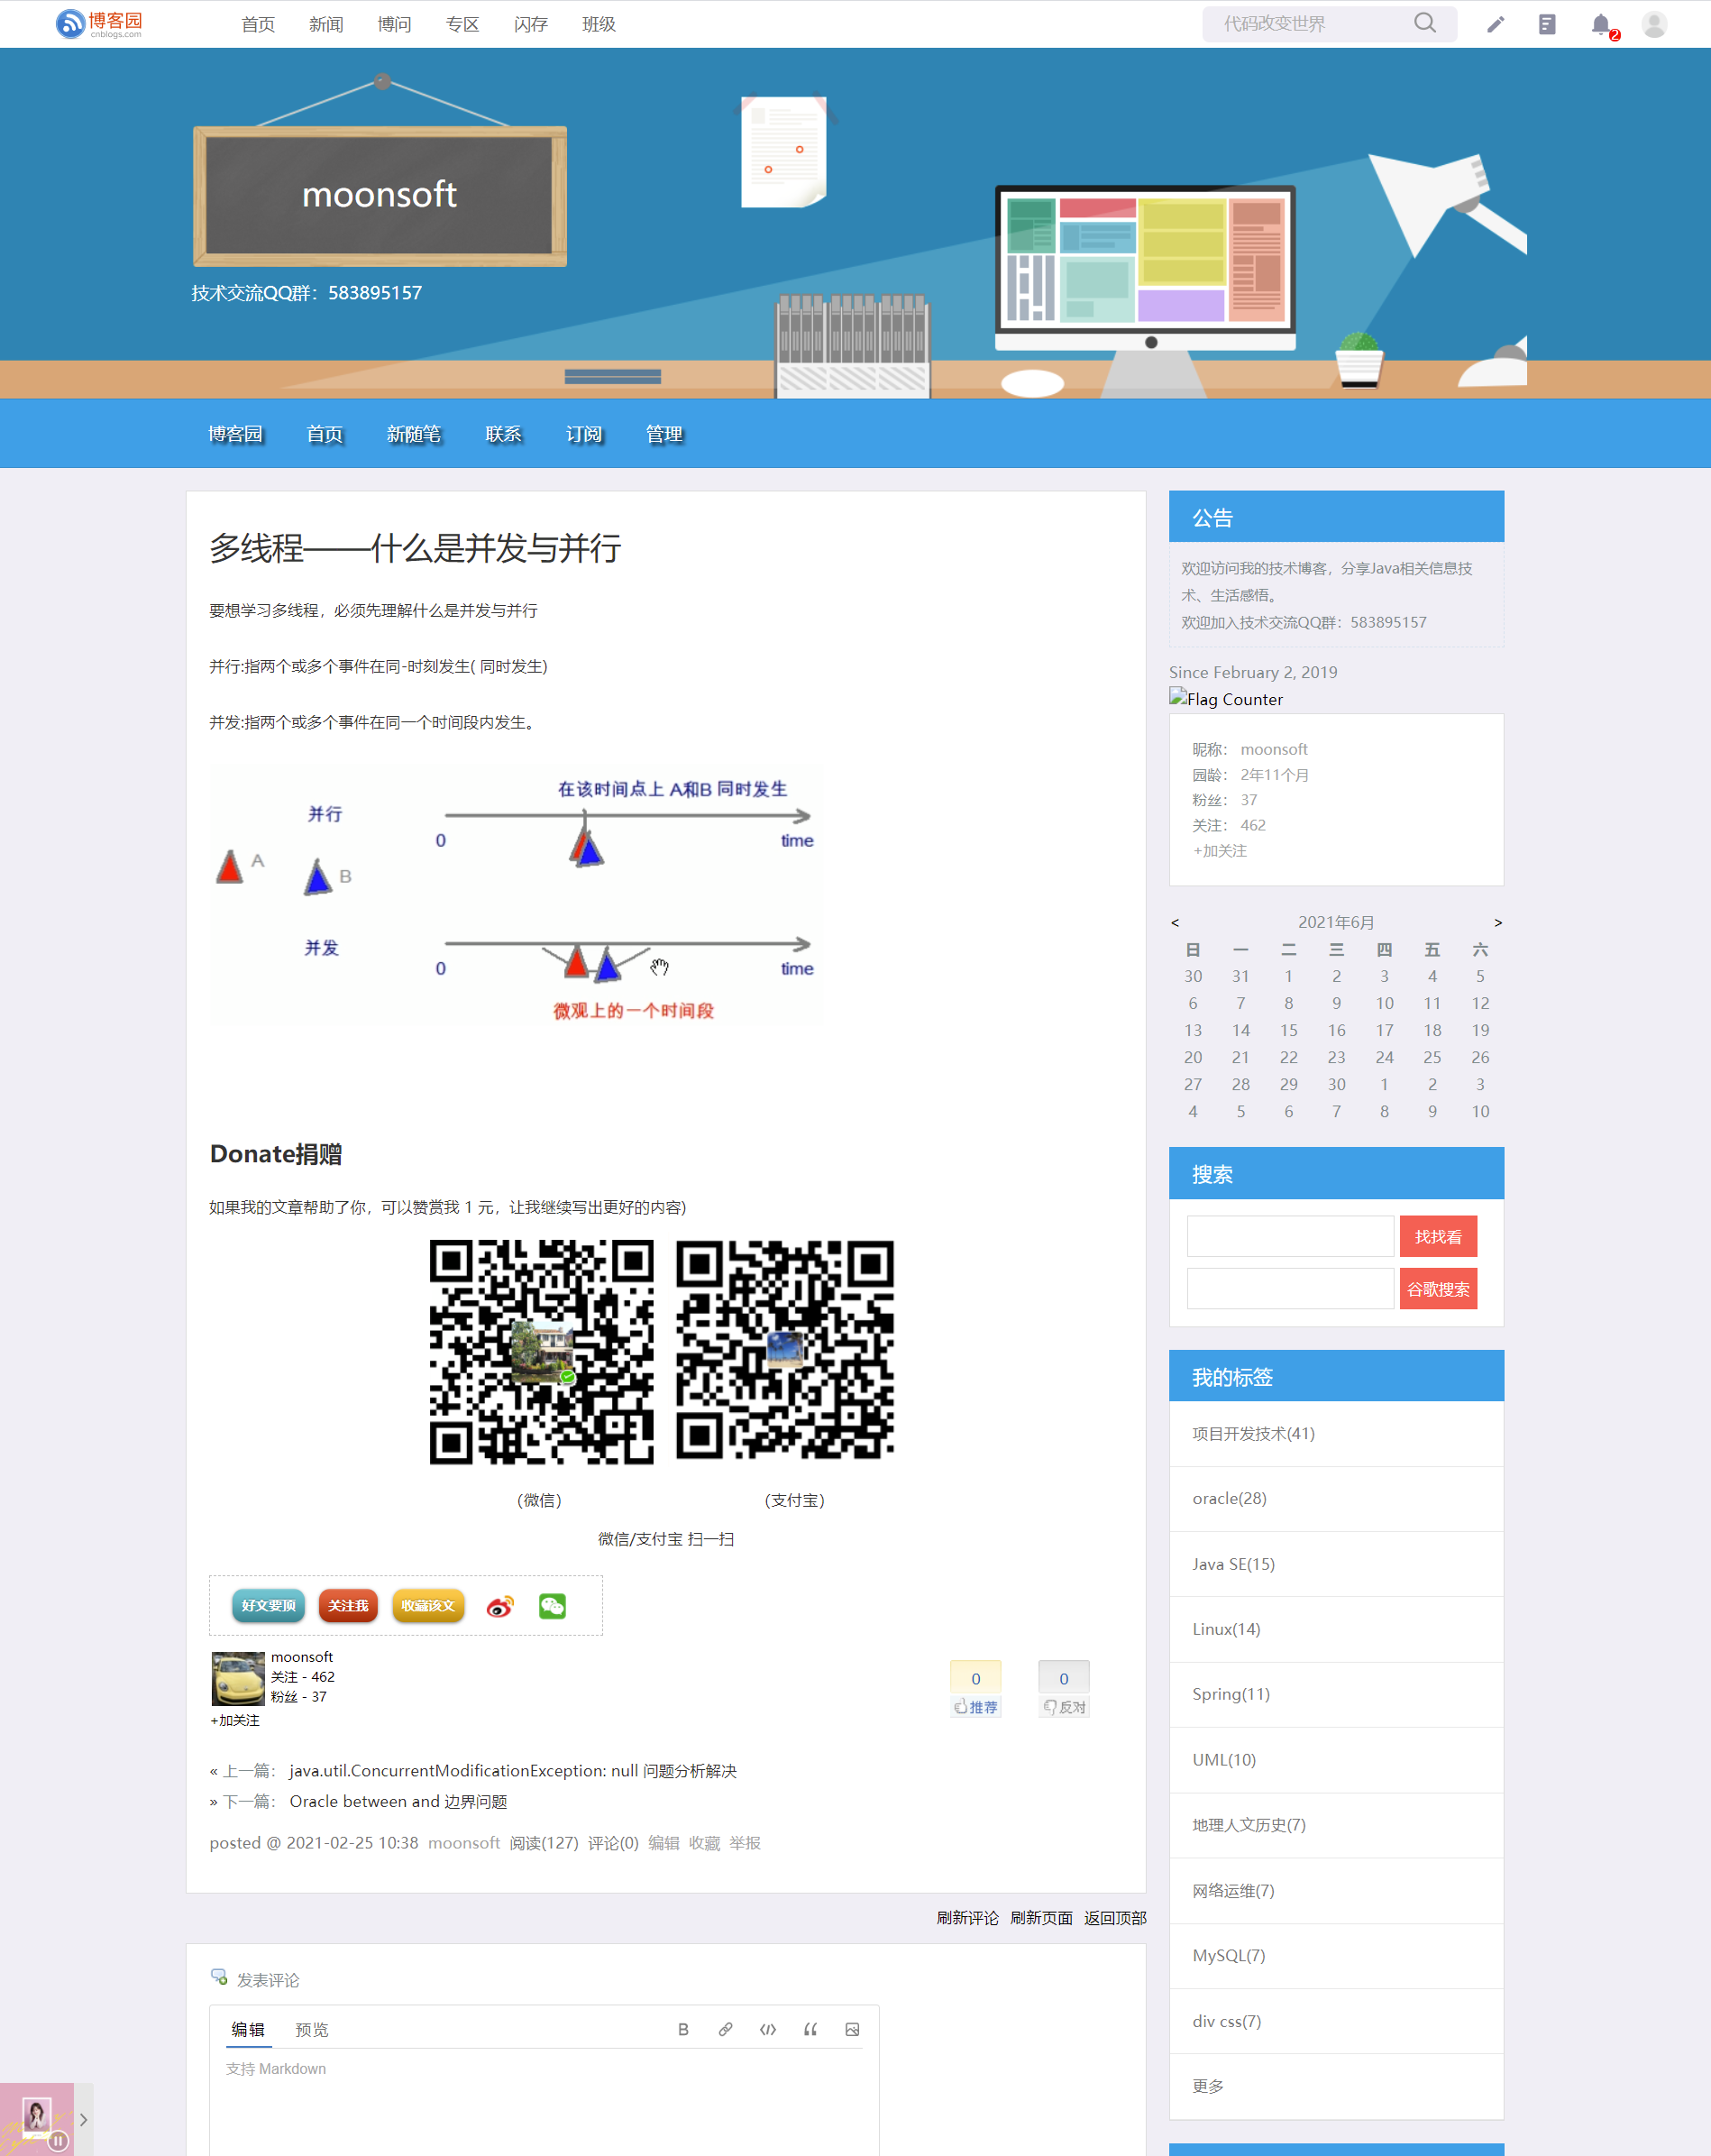 博客园
cnblogs.com
首页 新闻 博问 专区 闪存 班级
代码改变世界
2
moonsoft
技术交流QQ群：583895157
博客园 首页 新随笔 联系 订阅 管理
多线程——什么是并发与并行
要想学习多线程，必须先理解什么是并发与并行
并行:指两个或多个事件在同-时刻发生( 同时发生)
并发:指两个或多个事件在同一个时间段内发生。
在该时间点上 A和B 同时发生
并行
0 time
A
B
并发
0 time
微观上的一个时间段
Donate捐赠
如果我的文章帮助了你，可以赞赏我 1 元，让我继续写出更好的内容)
（微信） （支付宝）
微信/支付宝 扫一扫
好文要顶 关注我 收藏该文
moonsoft
关注 - 462
粉丝 - 37
+加关注
0 0
推荐 反对
« 上一篇： java.util.ConcurrentModificationException: null 问题分析解决
» 下一篇： Oracle between and 边界问题
posted @ 2021-02-25 10:38 moonsoft 阅读(127) 评论(0) 编辑 收藏 举报
刷新评论 刷新页面 返回顶部
发表评论
编辑 预览
B
支持 Markdown
公告
欢迎访问我的技术博客，分享Java相关信息技
术、生活感悟。
欢迎加入技术交流QQ群：583895157
Since February 2, 2019
Flag Counter
昵称： moonsoft
园龄： 2年11个月
粉丝： 37
关注： 462
+加关注
< 2021年6月 >
日 一 二 三 四 五 六
30 31 1 2 3 4 5
6 7 8 9 10 11 12
13 14 15 16 17 18 19
20 21 22 23 24 25 26
27 28 29 30 1 2 3
4 5 6 7 8 9 10
搜索
找找看
谷歌搜索
我的标签
项目开发技术(41)
oracle(28)
Java SE(15)
Linux(14)
Spring(11)
UML(10)
地理人文历史(7)
网络运维(7)
MySQL(7)
div css(7)
更多